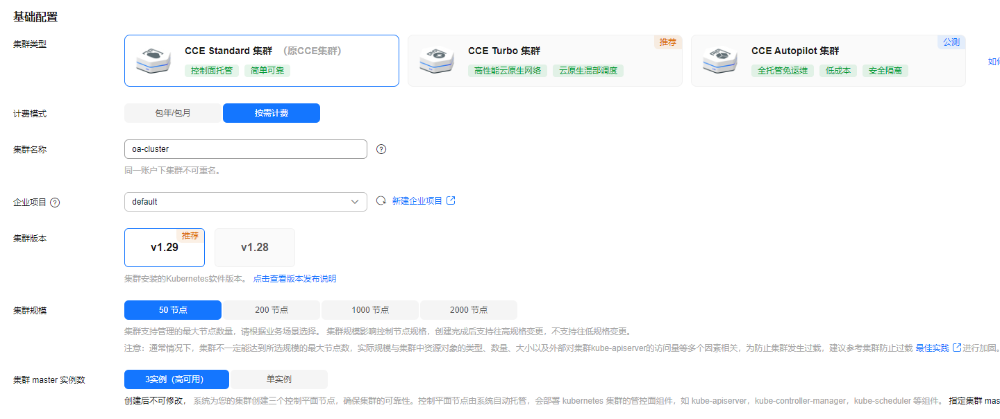 基础配置
集群类型
CCE Standard 集群 （原CCE集群）
控制面托管 简单可靠
CCE Turbo 集群 推荐
高性能云原生网络 云原生混部调度
CCE Autopilot 集群 公测
全托管免运维 低成本 安全隔离
如何
计费模式 包年/包月 按需计费
集群名称 oa-cluster
同一账户下集群不可重名。
企业项目 default 新建企业项目
集群版本 v1.29 推荐 v1.28
集群安装的Kubernetes软件版本。 点击查看版本发布说明
集群规模 50 节点 200 节点 1000 节点 2000 节点
集群支持管理的最大节点数量，请根据业务场景选择。 集群规模影响控制节点规格，创建完成后支持往高规格变更，不支持往低规格变更。
注意：通常情况下，集群不一定能达到所选规模的最大节点数，实际规模与集群中资源对象的类型、数量、大小以及外部对集群kube-apiserver的访问量等多个因素相关，为防止集群发生过载，建议参考集群防止过载 最佳实践 进行加固。
集群 master 实例数 3实例（高可用） 单实例
创建后不可修改， 系统为您的集群创建三个控制平面节点，确保集群的可靠性。控制平面节点由系统自动托管，会部署 kubernetes 集群的管控面组件，如 kube-apiserver，kube-controller-manager，kube-scheduler 等组件。 指定集群 mas